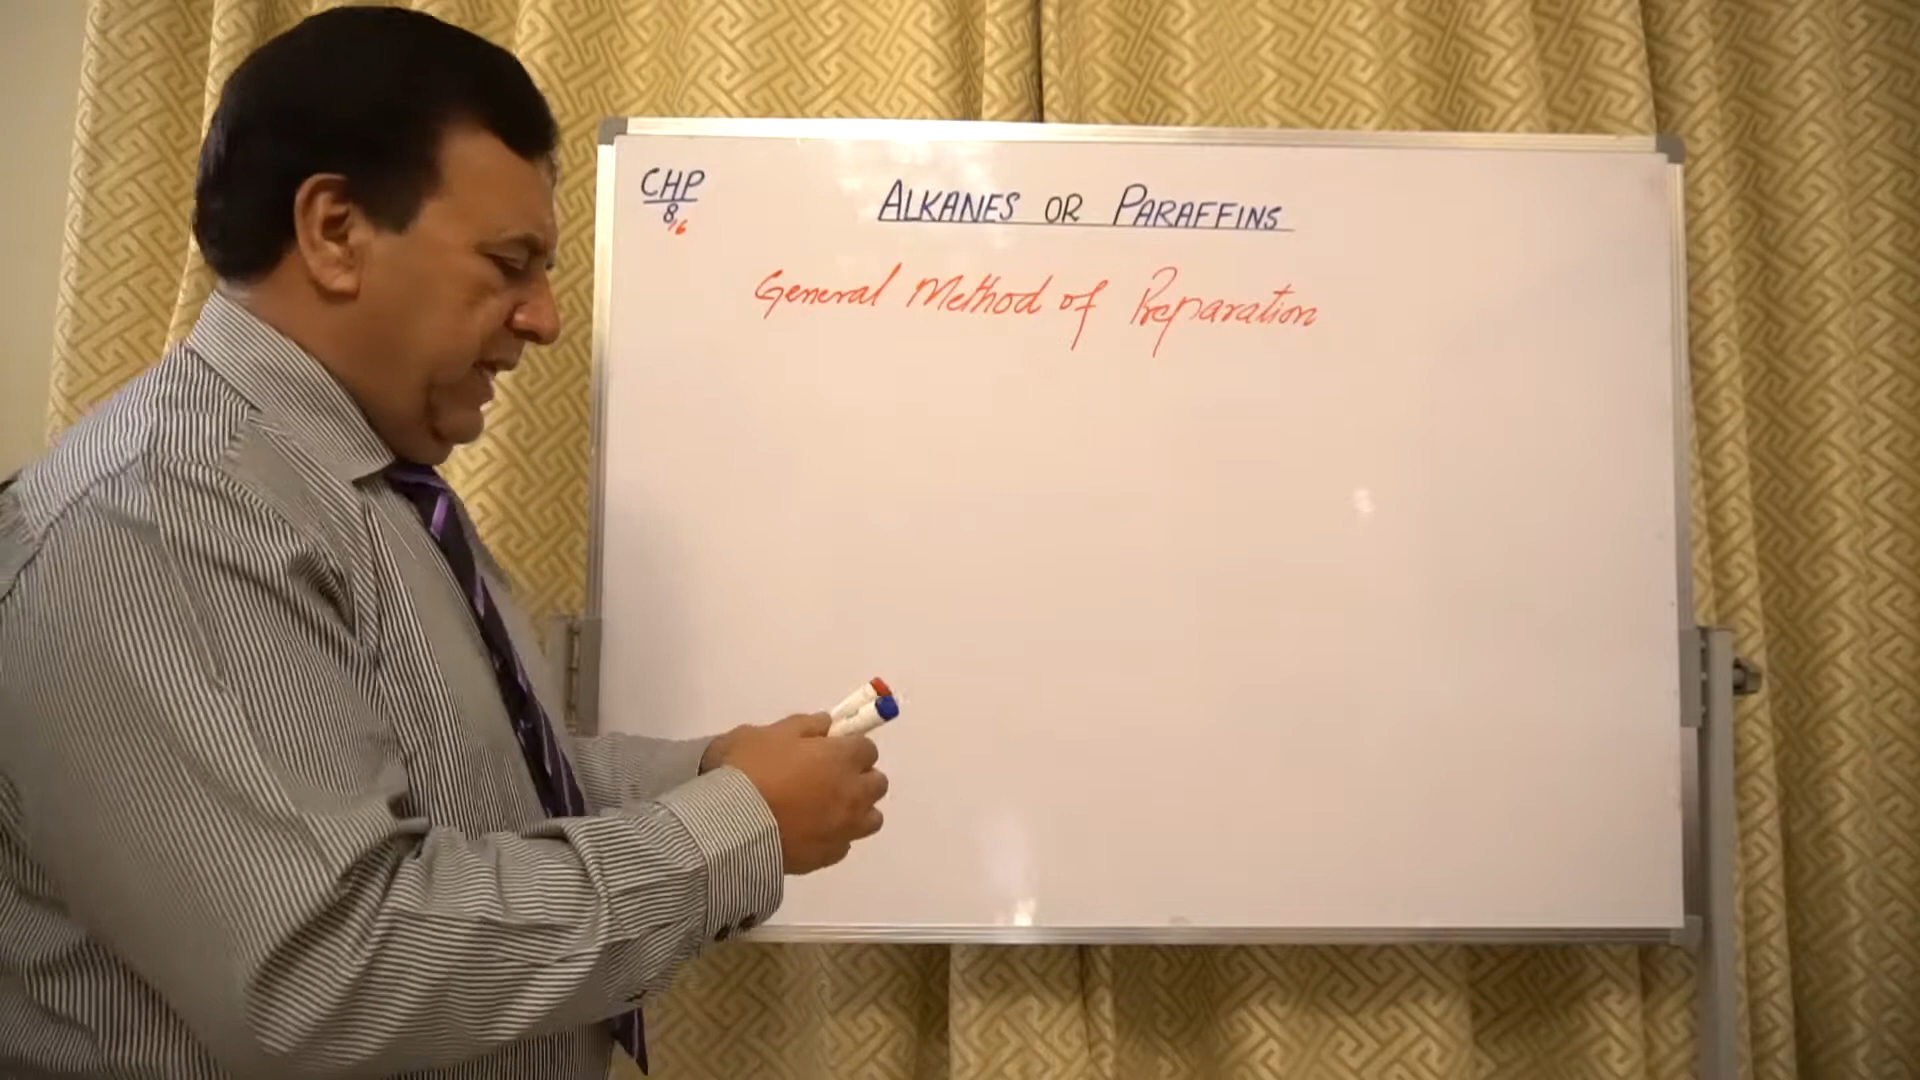 CHP
8/6
ALKANES OR PARAFFINS
General Method of Preparation